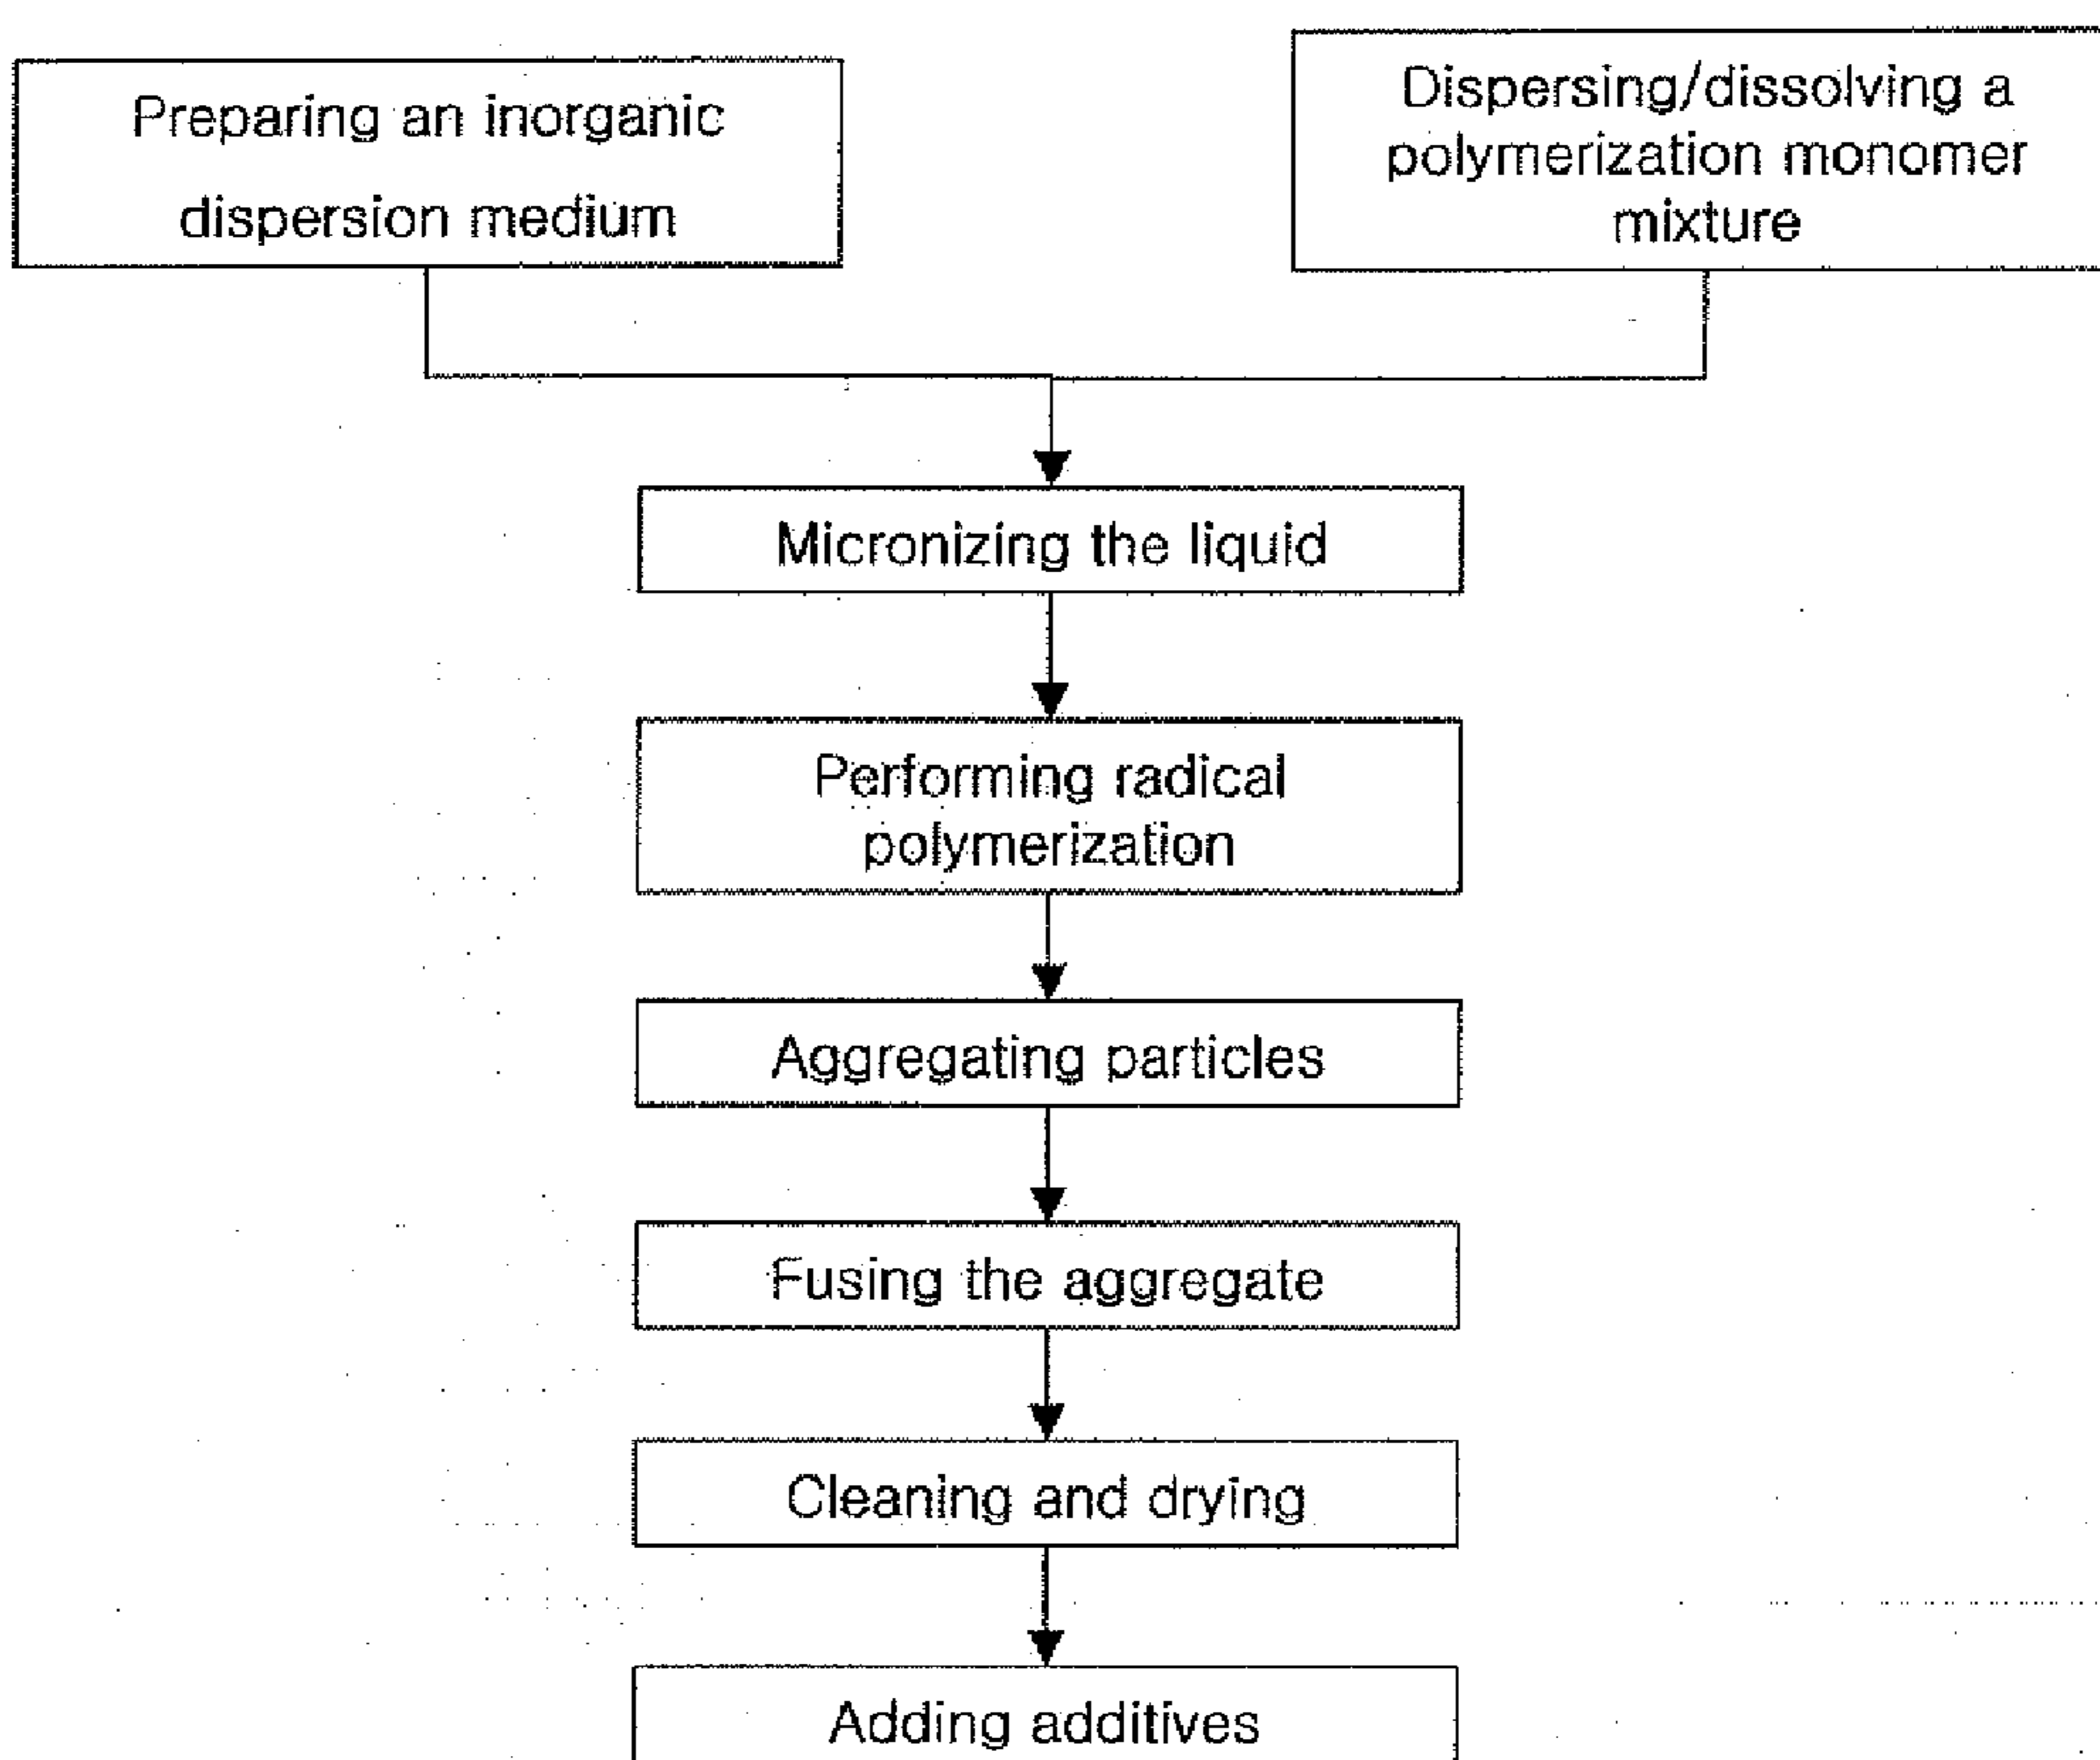 Preparing an inorganic
dispersion medium
Dispersing/dissolving a
polymerization monomer
mixture
Micronizing the liquid
Performing radical
polymerization
Aggregating particles
Fusing the aggregate
Cleaning and drying
Adding additives